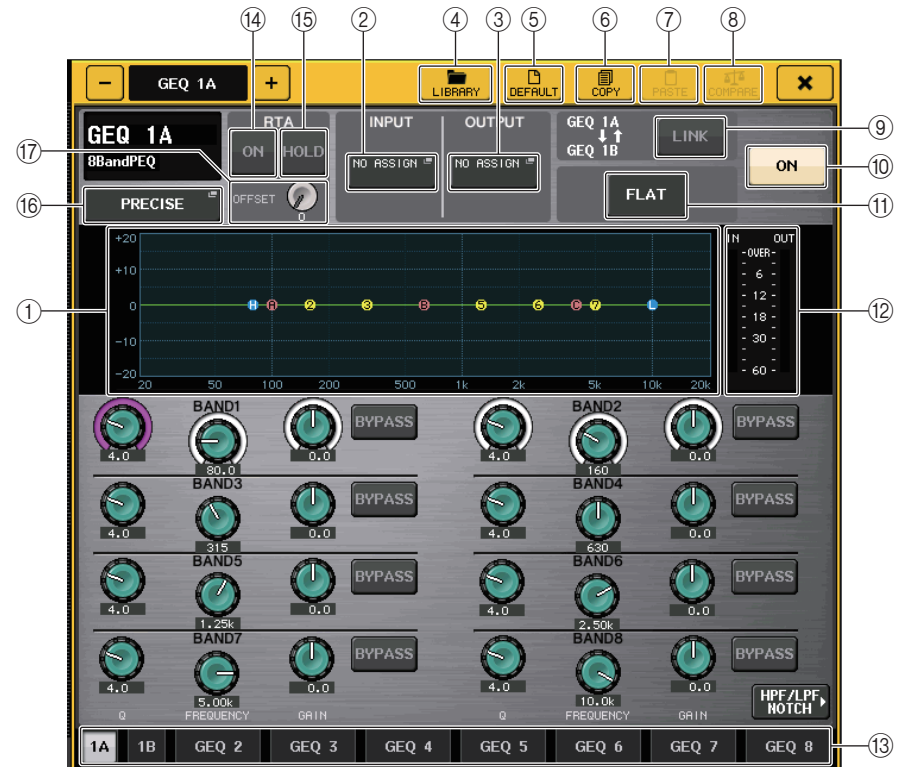 ⑭ ⑮ ② ④ ③ ⑤ ⑥ ⑦ ⑧
− GEQ 1A + LIBRARY DEFAULT COPY PASTE COMPARE ×
GEQ 1A
8BandPEQ
RTA
ON HOLD
INPUT
NO ASSIGN
OUTPUT
NO ASSIGN
GEQ 1A
GEQ 1B
LINK ⑨
ON ⑩
⑰
⑯ PRECISE
OFFSET
0
FLAT ⑪
①
+20
+10
0
−10
−20
H A 2 3 B 5 6 C 7 L
20 50 100 200 500 1k 2k 5k 10k 20k
IN OUT
-OVER-
- 6 -
- 12 -
- 18 -
- 30 -
- 60 -
⑫
BAND1
4.0 80.0 0.0 BYPASS
BAND2
4.0 160 0.0 BYPASS
BAND3
4.0 315 0.0 BYPASS
BAND4
4.0 630 0.0 BYPASS
BAND5
4.0 1.25k 0.0 BYPASS
BAND6
4.0 2.50k 0.0 BYPASS
BAND7
4.0 5.00k 0.0 BYPASS
BAND8
4.0 10.0k 0.0 BYPASS
Q FREQUENCY GAIN Q FREQUENCY GAIN
HPF/LPF
NOTCH
1A 1B GEQ 2 GEQ 3 GEQ 4 GEQ 5 GEQ 6 GEQ 7 GEQ 8 ⑬